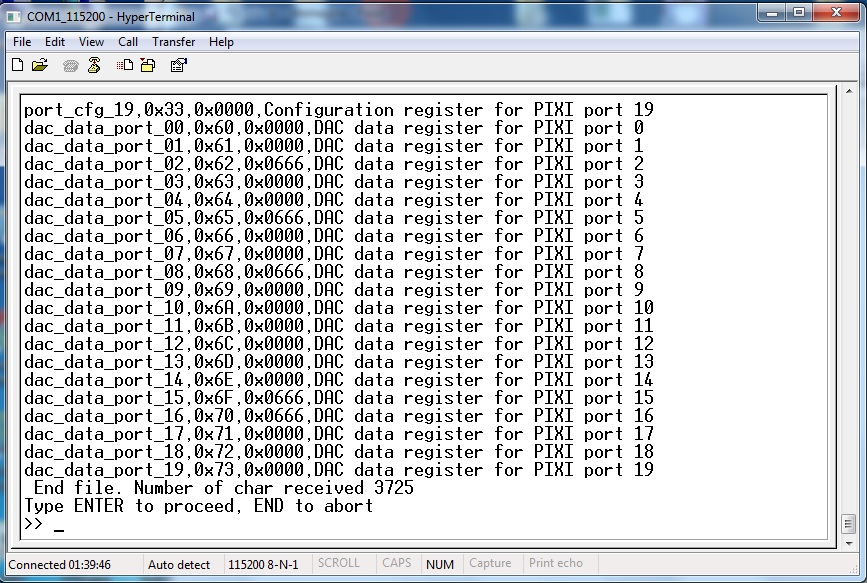 COM1_115200 - HyperTerminal
File Edit View Call Transfer Help
port_cfg_19,0x33,0x0000,Configuration register for PIXI port 19
dac_data_port_00,0x60,0x0000,DAC data register for PIXI port 0
dac_data_port_01,0x61,0x0000,DAC data register for PIXI port 1
dac_data_port_02,0x62,0x0666,DAC data register for PIXI port 2
dac_data_port_03,0x63,0x0000,DAC data register for PIXI port 3
dac_data_port_04,0x64,0x0000,DAC data register for PIXI port 4
dac_data_port_05,0x65,0x0666,DAC data register for PIXI port 5
dac_data_port_06,0x66,0x0000,DAC data register for PIXI port 6
dac_data_port_07,0x67,0x0000,DAC data register for PIXI port 7
dac_data_port_08,0x68,0x0666,DAC data register for PIXI port 8
dac_data_port_09,0x69,0x0000,DAC data register for PIXI port 9
dac_data_port_10,0x6A,0x0000,DAC data register for PIXI port 10
dac_data_port_11,0x6B,0x0000,DAC data register for PIXI port 11
dac_data_port_12,0x6C,0x0000,DAC data register for PIXI port 12
dac_data_port_13,0x6D,0x0000,DAC data register for PIXI port 13
dac_data_port_14,0x6E,0x0000,DAC data register for PIXI port 14
dac_data_port_15,0x6F,0x0666,DAC data register for PIXI port 15
dac_data_port_16,0x70,0x0666,DAC data register for PIXI port 16
dac_data_port_17,0x71,0x0000,DAC data register for PIXI port 17
dac_data_port_18,0x72,0x0000,DAC data register for PIXI port 18
dac_data_port_19,0x73,0x0000,DAC data register for PIXI port 19
End file. Number of char received 3725
Type ENTER to proceed, END to abort
>> _
Connected 01:39:46 Auto detect 115200 8-N-1 SCROLL CAPS NUM Capture Print echo